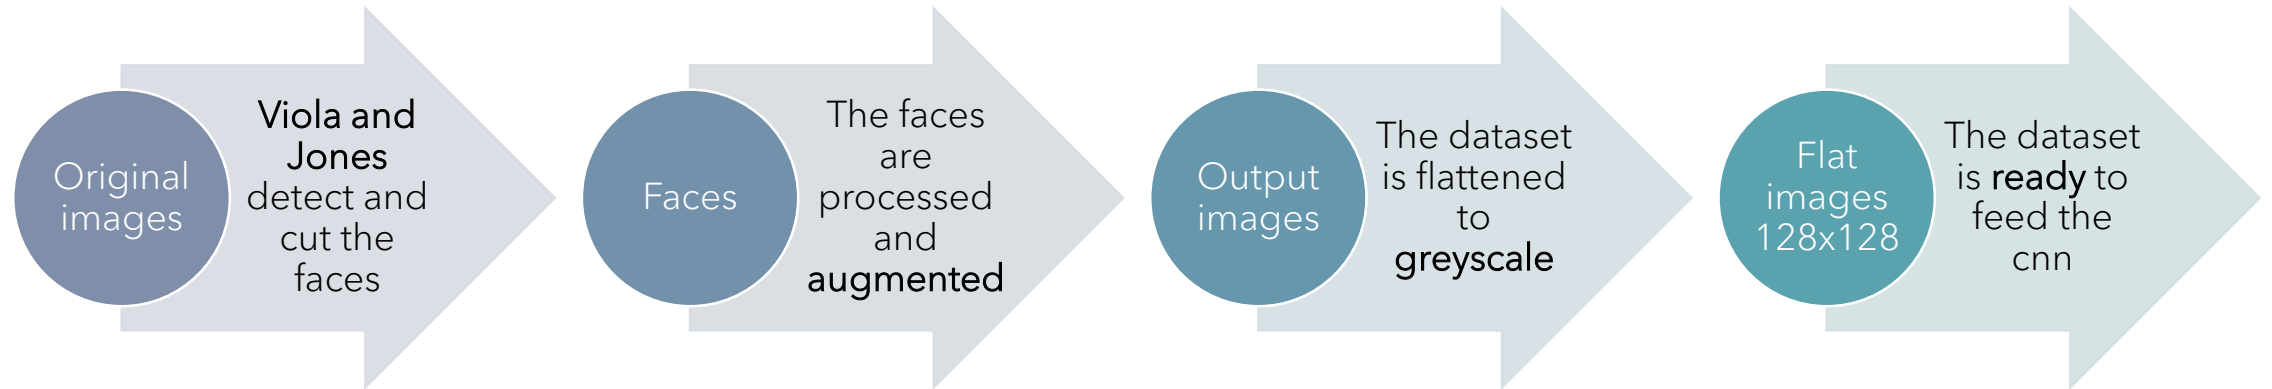 Original
images
Viola and
Jones
detect and
cut the
faces
Faces
The faces
are
processed
and
augmented
Output
images
The dataset
is flattened
to
greyscale
Flat
images
128x128
The dataset
is ready to
feed the
cnn